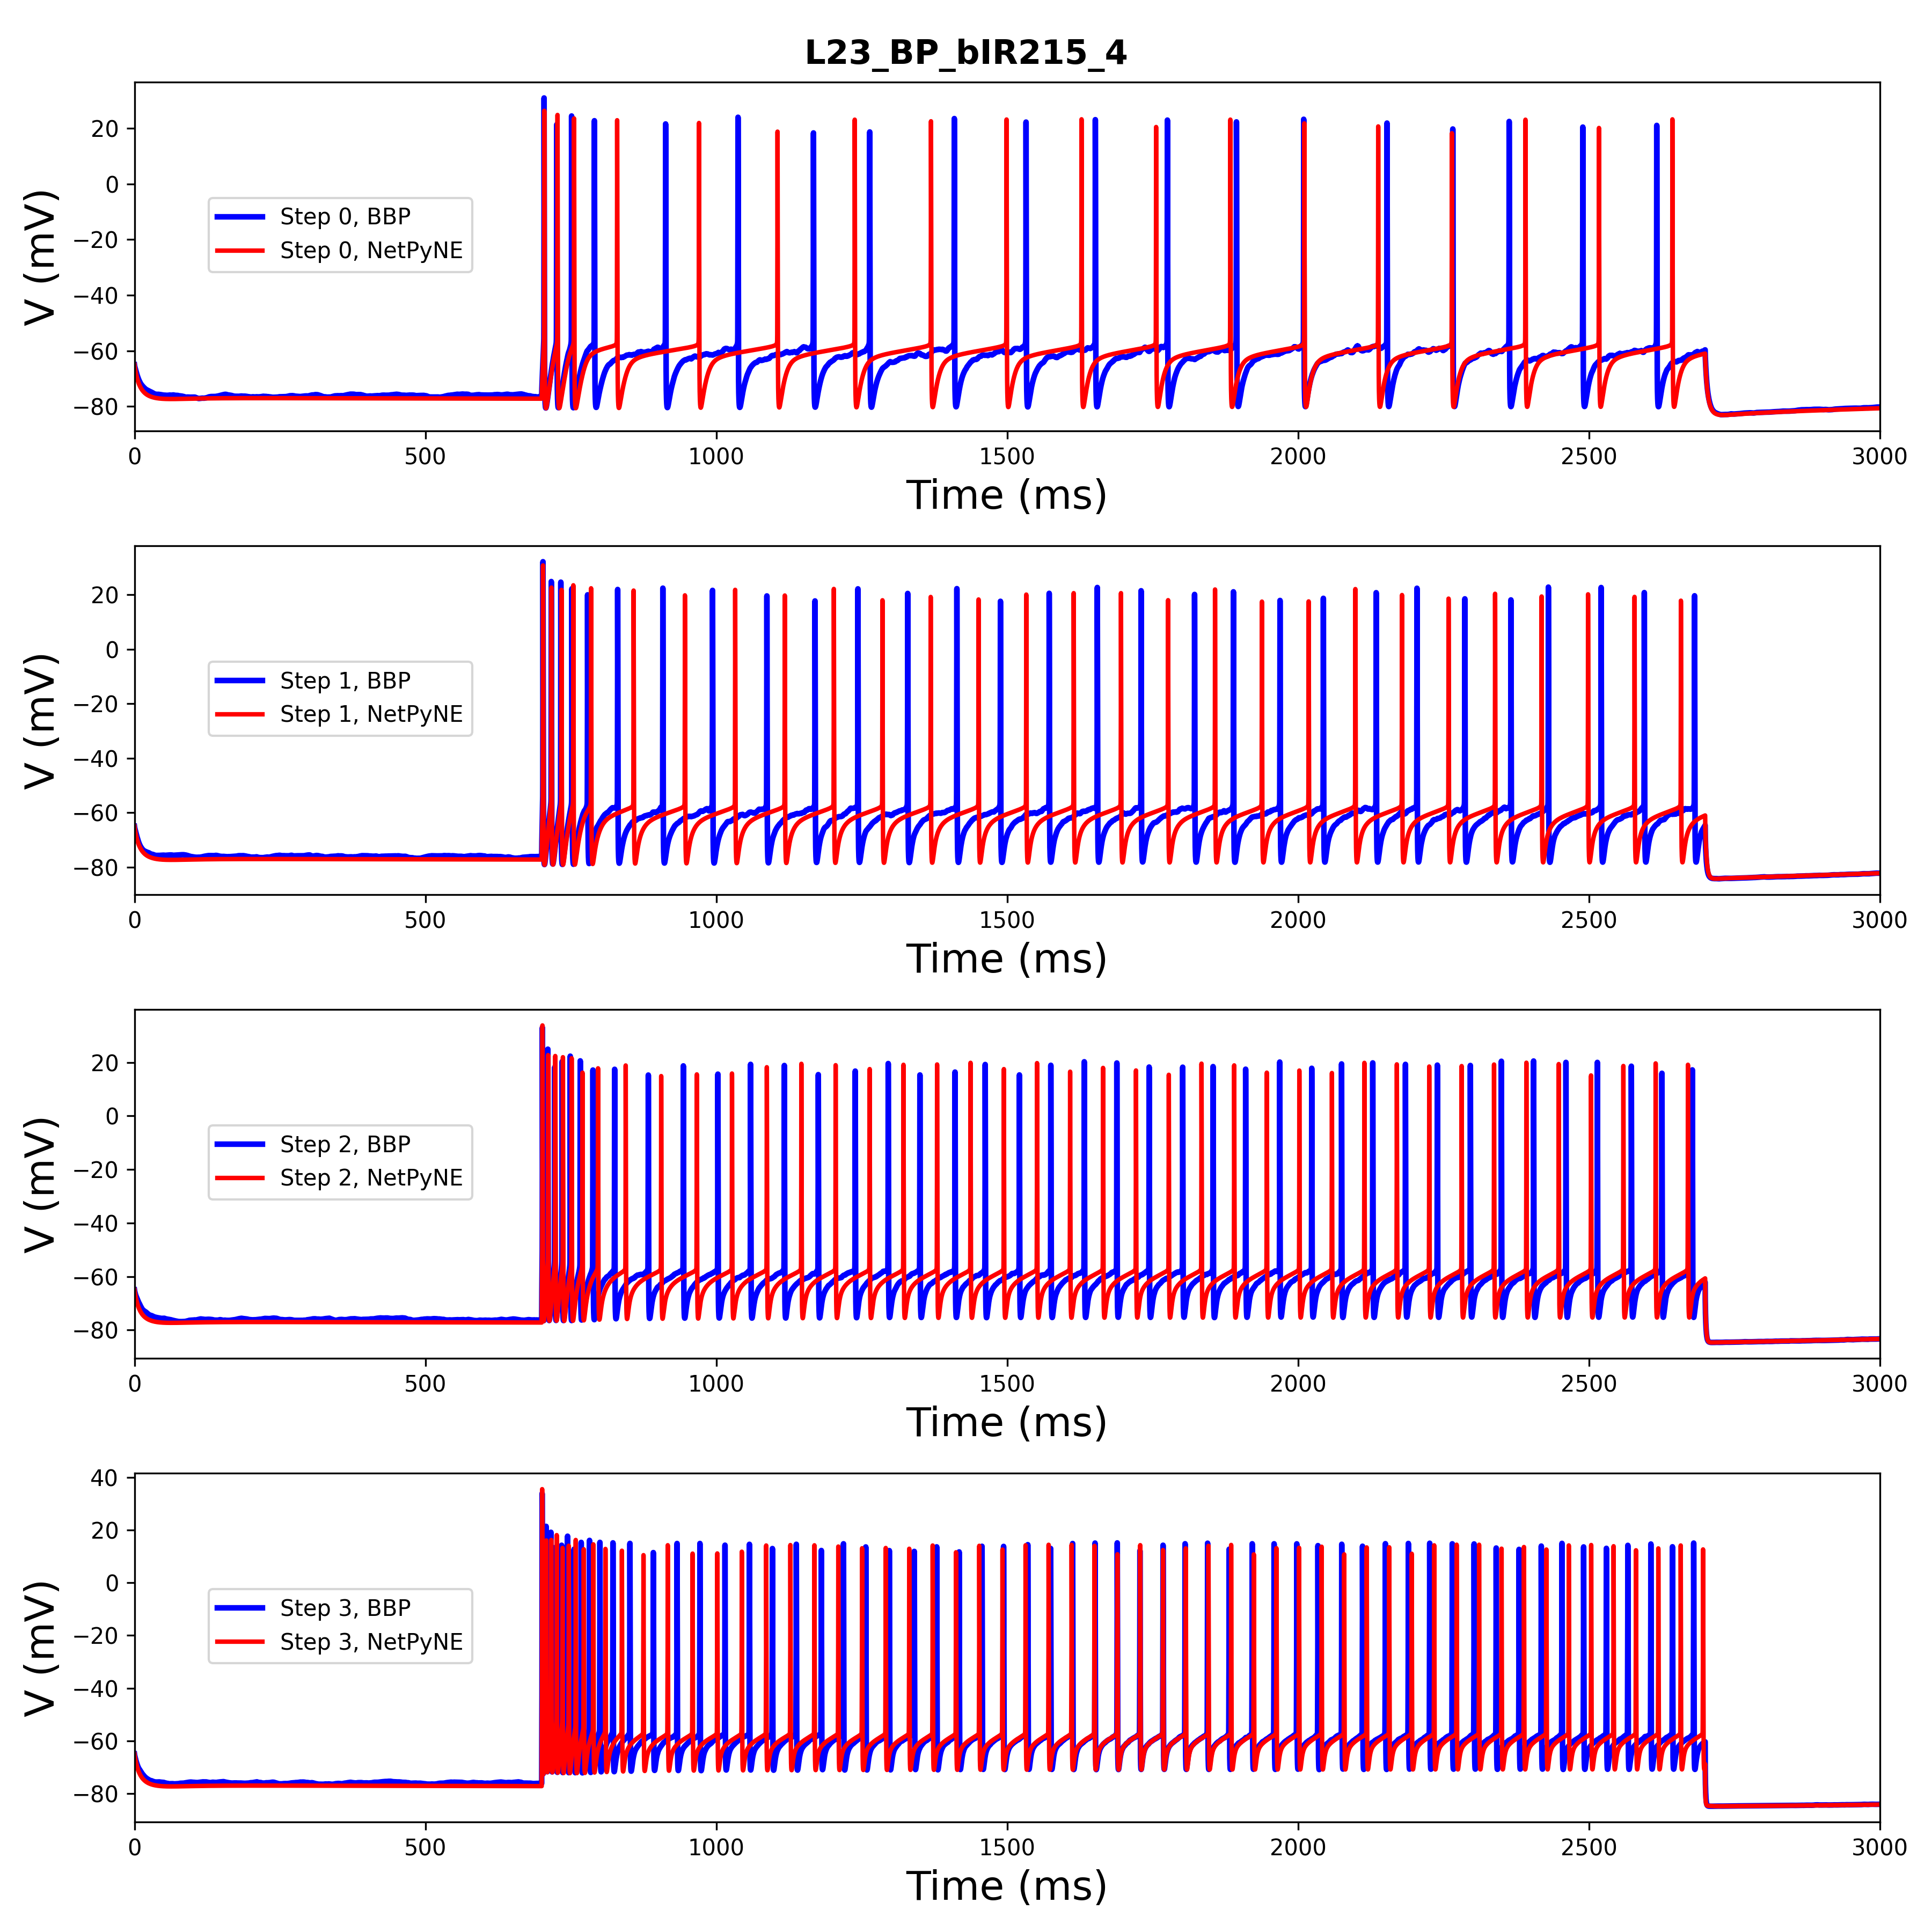 L23_BP_bIR215_4
V (mV)
20
0
−20
−40
−60
−80
Step 0, BBP
Step 0, NetPyNE
0 500 1000 1500 2000 2500 3000
Time (ms)
V (mV)
20
0
−20
−40
−60
−80
Step 1, BBP
Step 1, NetPyNE
0 500 1000 1500 2000 2500 3000
Time (ms)
V (mV)
20
0
−20
−40
−60
−80
Step 2, BBP
Step 2, NetPyNE
0 500 1000 1500 2000 2500 3000
Time (ms)
V (mV)
40
20
0
−20
−40
−60
−80
Step 3, BBP
Step 3, NetPyNE
0 500 1000 1500 2000 2500 3000
Time (ms)